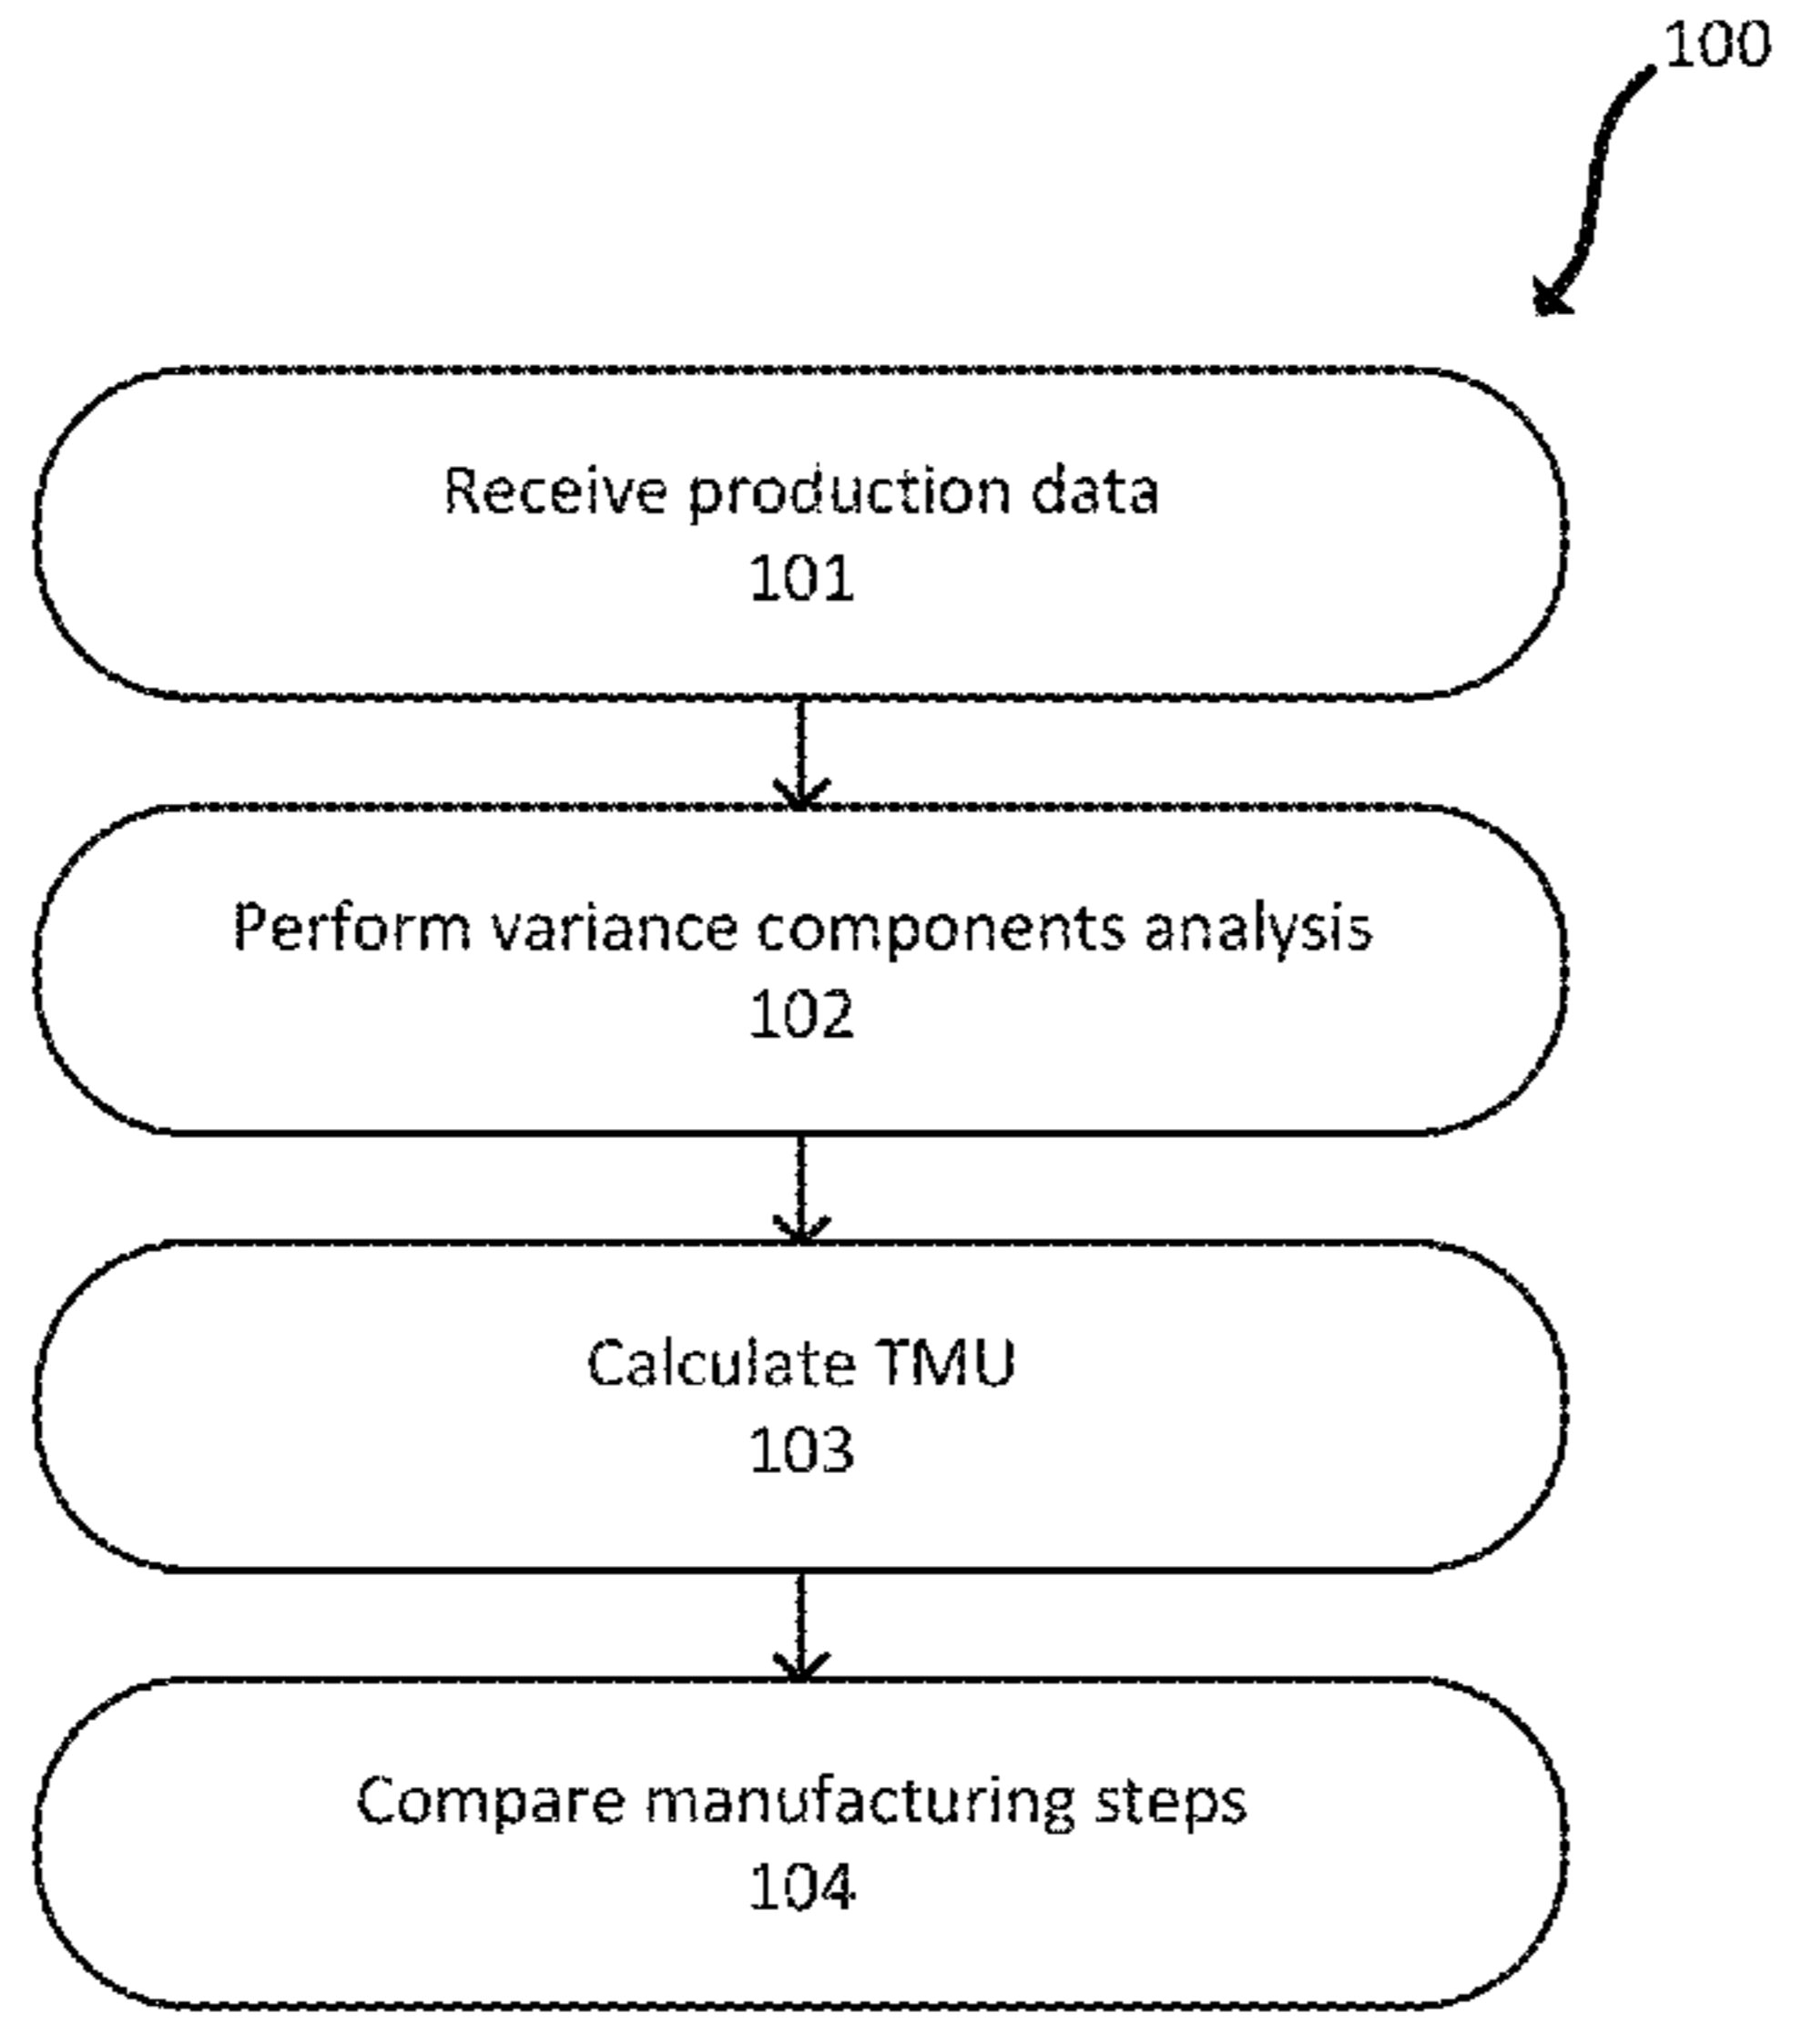 100
Receive production data
101
Perform variance components analysis
102
Calculate TMU
103
Compare manufacturing steps
104